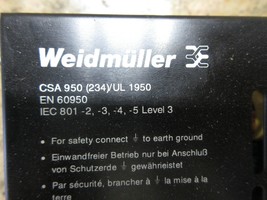 Weidmüller
CSA 950 (234)/UL 1950
EN 60950
IEC 801 -2, -3, -4, -5 Level 3
For safety connect ⏚ to earth ground
Einwandfreier Betrieb nur bei Anschluß
von Schutzerde ⏚ gewährleistet
Par sécurité, brancher à ⏚ la mise à la
terre